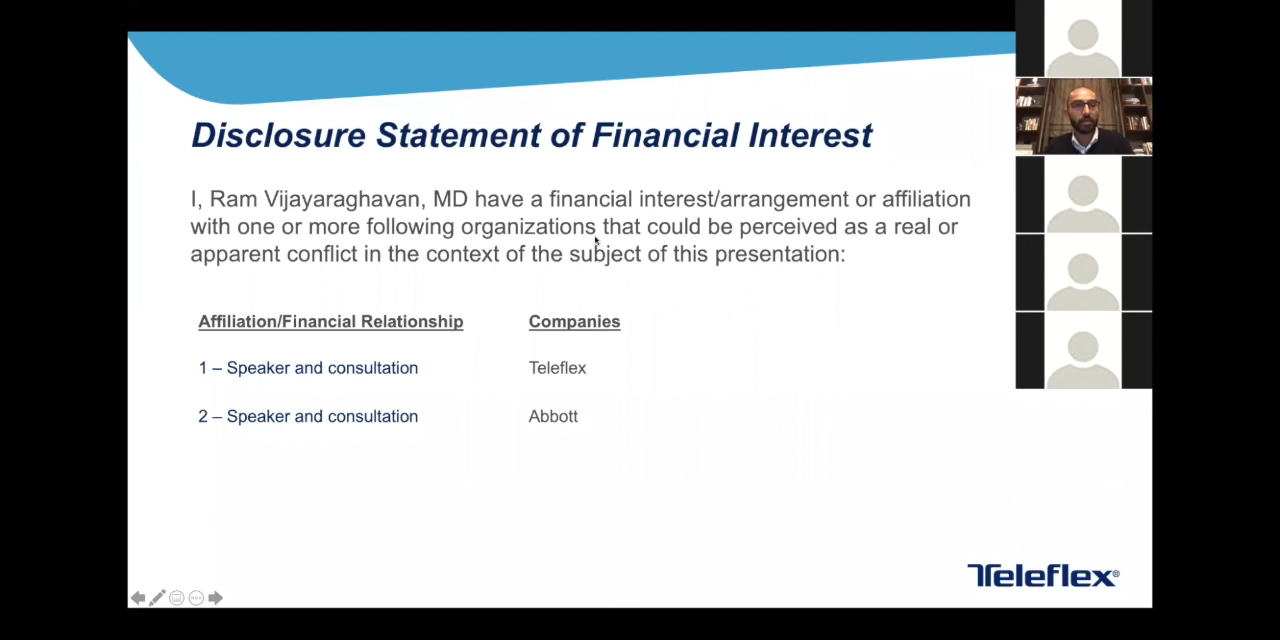 Disclosure Statement of Financial Interest
I, Ram Vijayaraghavan, MD have a financial interest/arrangement or affiliation
with one or more following organizations that could be perceived as a real or
apparent conflict in the context of the subject of this presentation:
Affiliation/Financial Relationship Companies
1 – Speaker and consultation Teleflex
2 – Speaker and consultation Abbott
Teleflex®